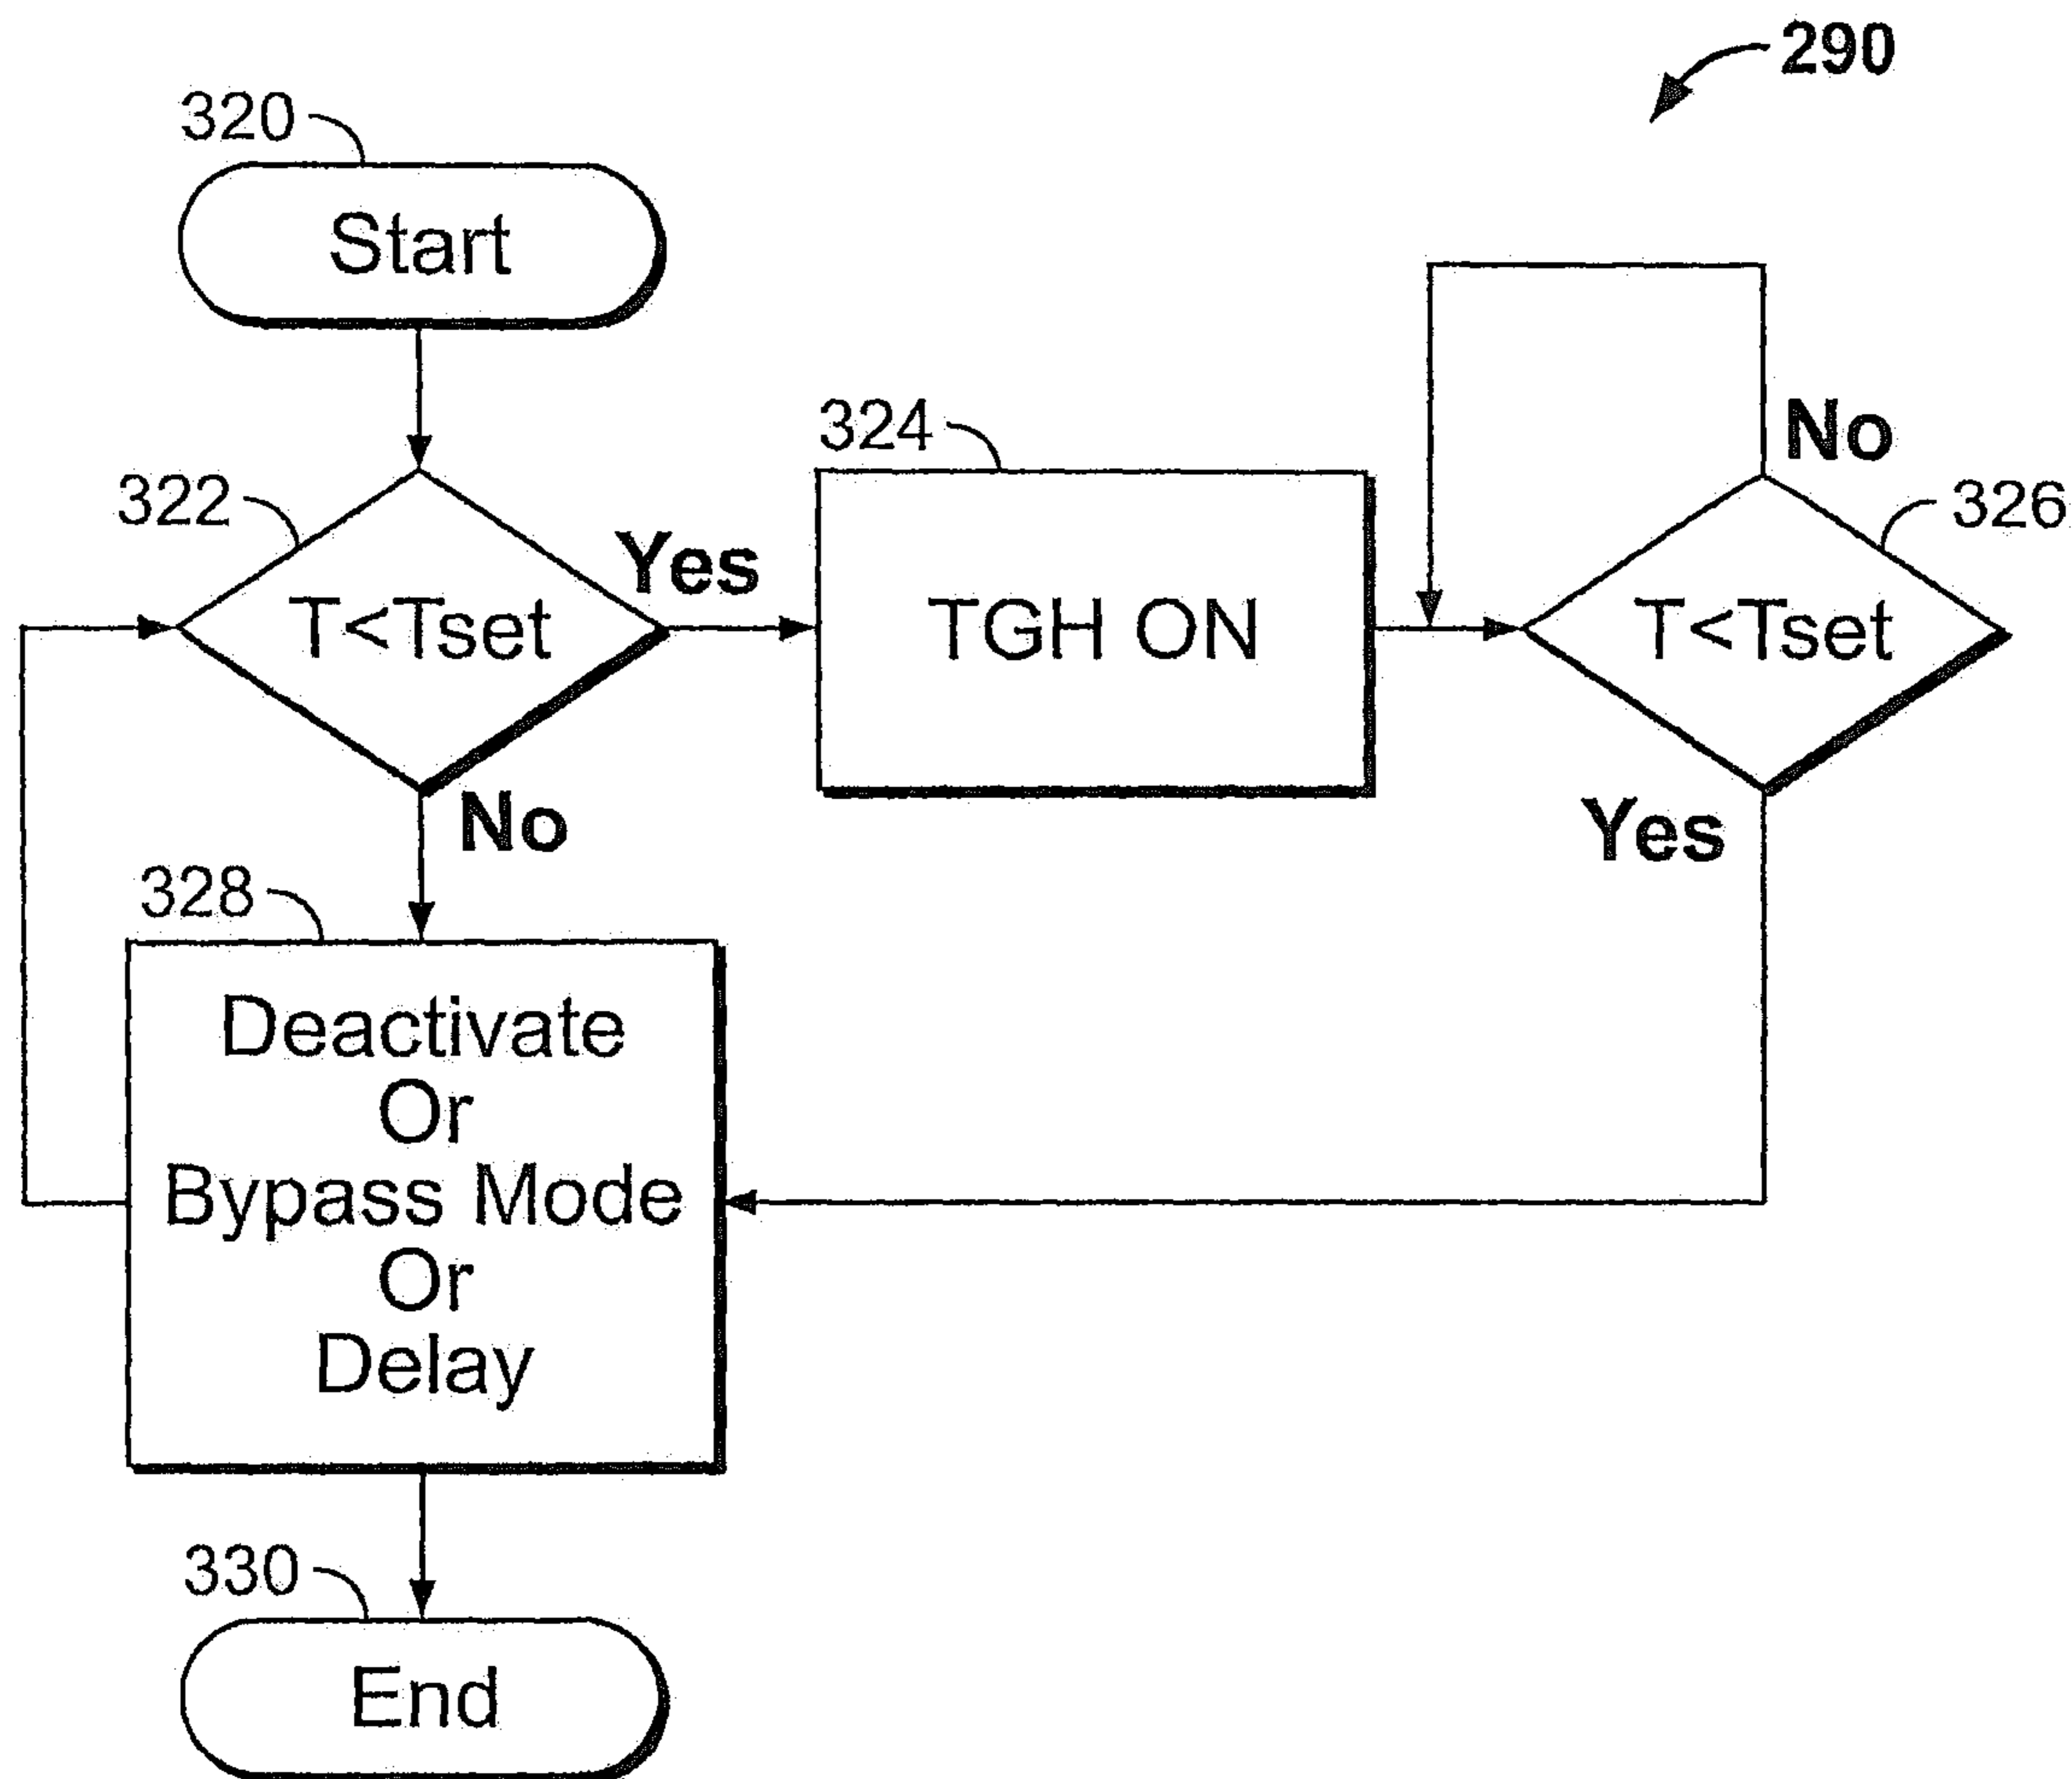 290
320
Start
322
T<Tset
Yes
324
TGH ON
No
326
T<Tset
Yes
No
328
Deactivate
Or
Bypass Mode
Or
Delay
330
End